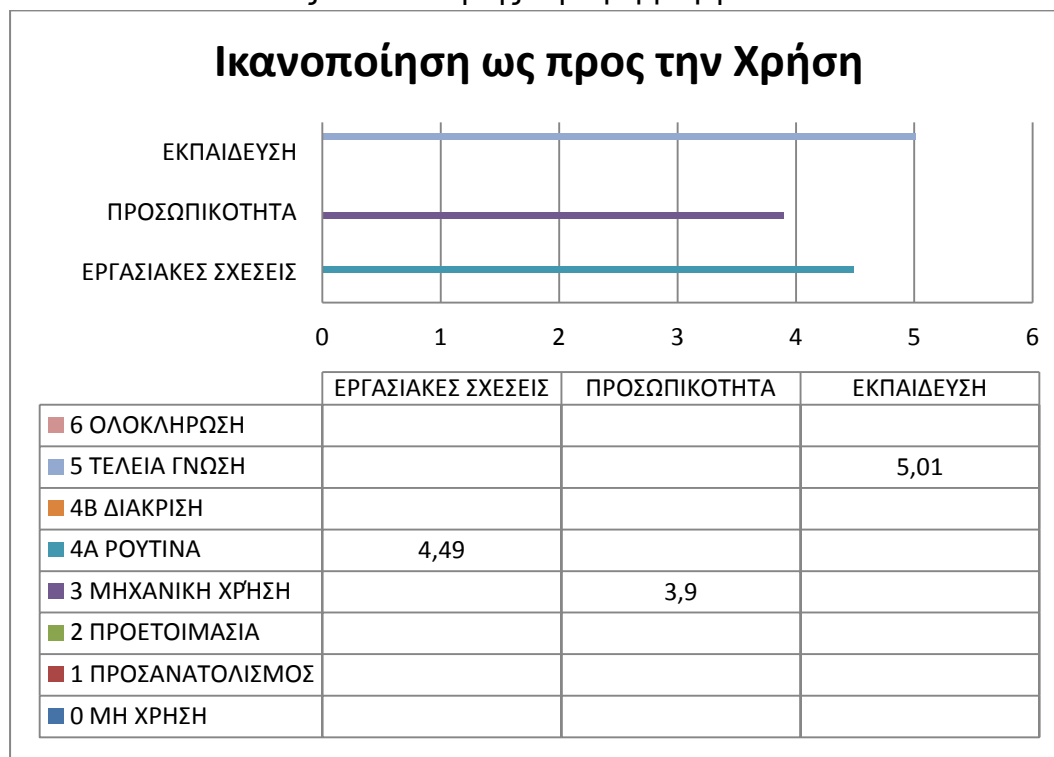 Ικανοποίηση ως προς την Χρήση
ΕΚΠΑΙΔΕΥΣΗ
ΠΡΟΣΩΠΙΚΟΤΗΤΑ
ΕΡΓΑΣΙΑΚΕΣ ΣΧΕΣΕΙΣ
0 1 2 3 4 5 6
ΕΡΓΑΣΙΑΚΕΣ ΣΧΕΣΕΙΣ ΠΡΟΣΩΠΙΚΟΤΗΤΑ ΕΚΠΑΙΔΕΥΣΗ
6 ΟΛΟΚΛΗΡΩΣΗ
5 ΤΕΛΕΙΑ ΓΝΩΣΗ 5,01
4Β ΔΙΑΚΡΙΣΗ
4Α ΡΟΥΤΙΝΑ 4,49
3 ΜΗΧΑΝΙΚΗ ΧΡΉΣΗ 3,9
2 ΠΡΟΕΤΟΙΜΑΣΙΑ
1 ΠΡΟΣΑΝΑΤΟΛΙΣΜΟΣ
0 ΜΗ ΧΡΗΣΗ